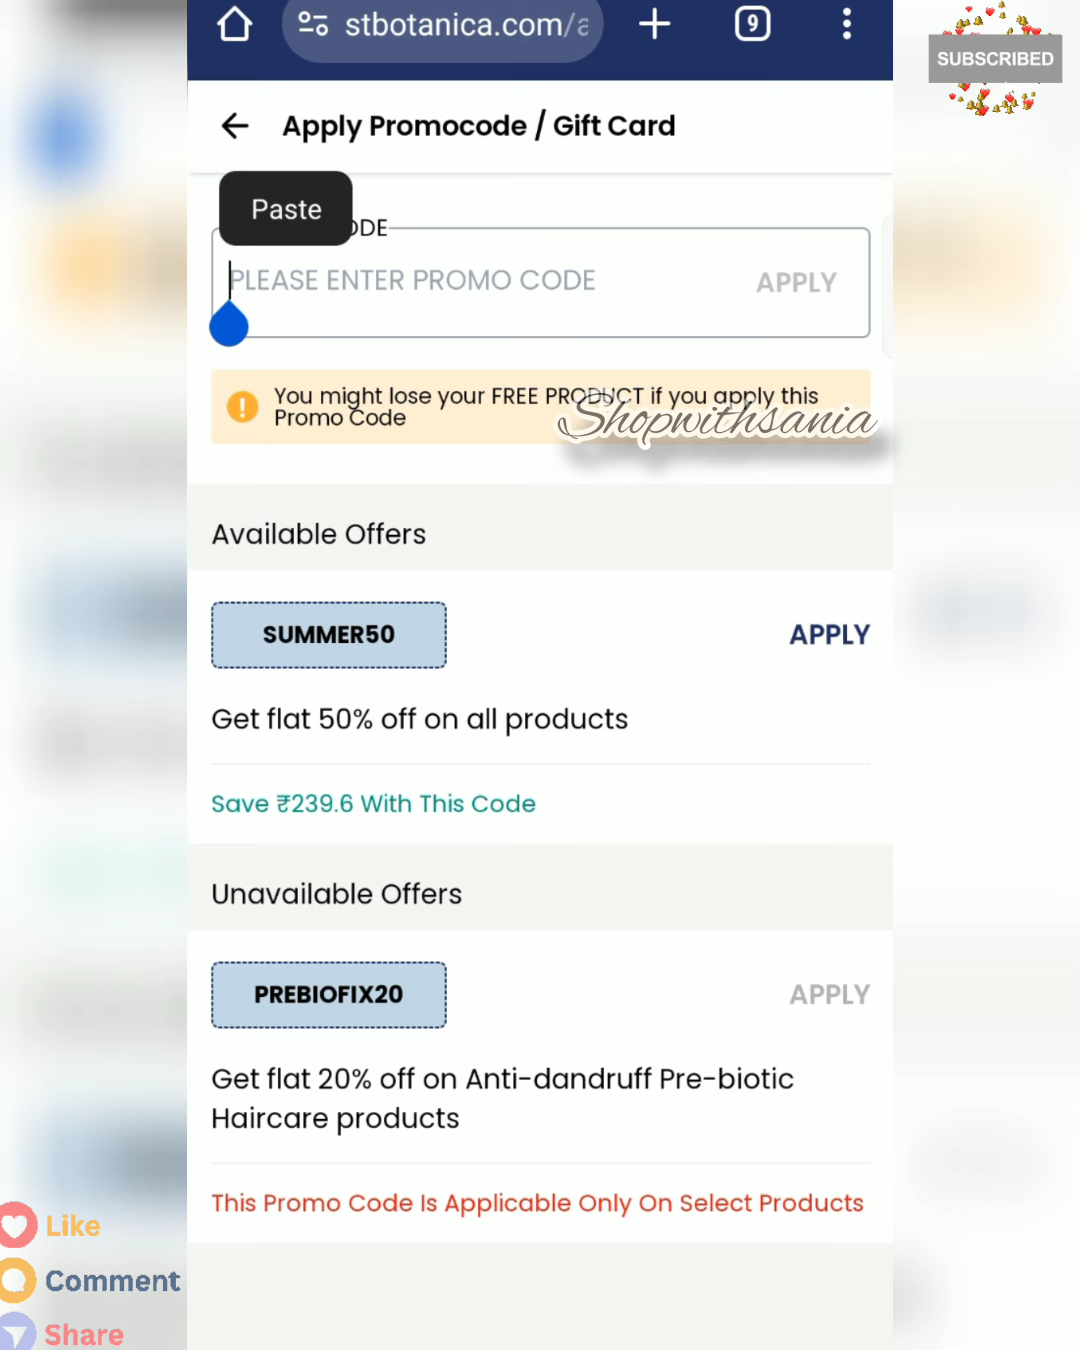 stbotanica.com/a
9
SUBSCRIBED
Apply Promocode / Gift Card
Paste
ODE
PLEASE ENTER PROMO CODE
APPLY
You might lose your FREE PRODUCT if you apply this
Promo Code
Shopwithsania
Available Offers
SUMMER50
APPLY
Get flat 50% off on all products
Save ₹239.6 With This Code
Unavailable Offers
PREBIOFIX20
APPLY
Get flat 20% off on Anti-dandruff Pre-biotic
Haircare products
This Promo Code Is Applicable Only On Select Products
Like
Comment
Share